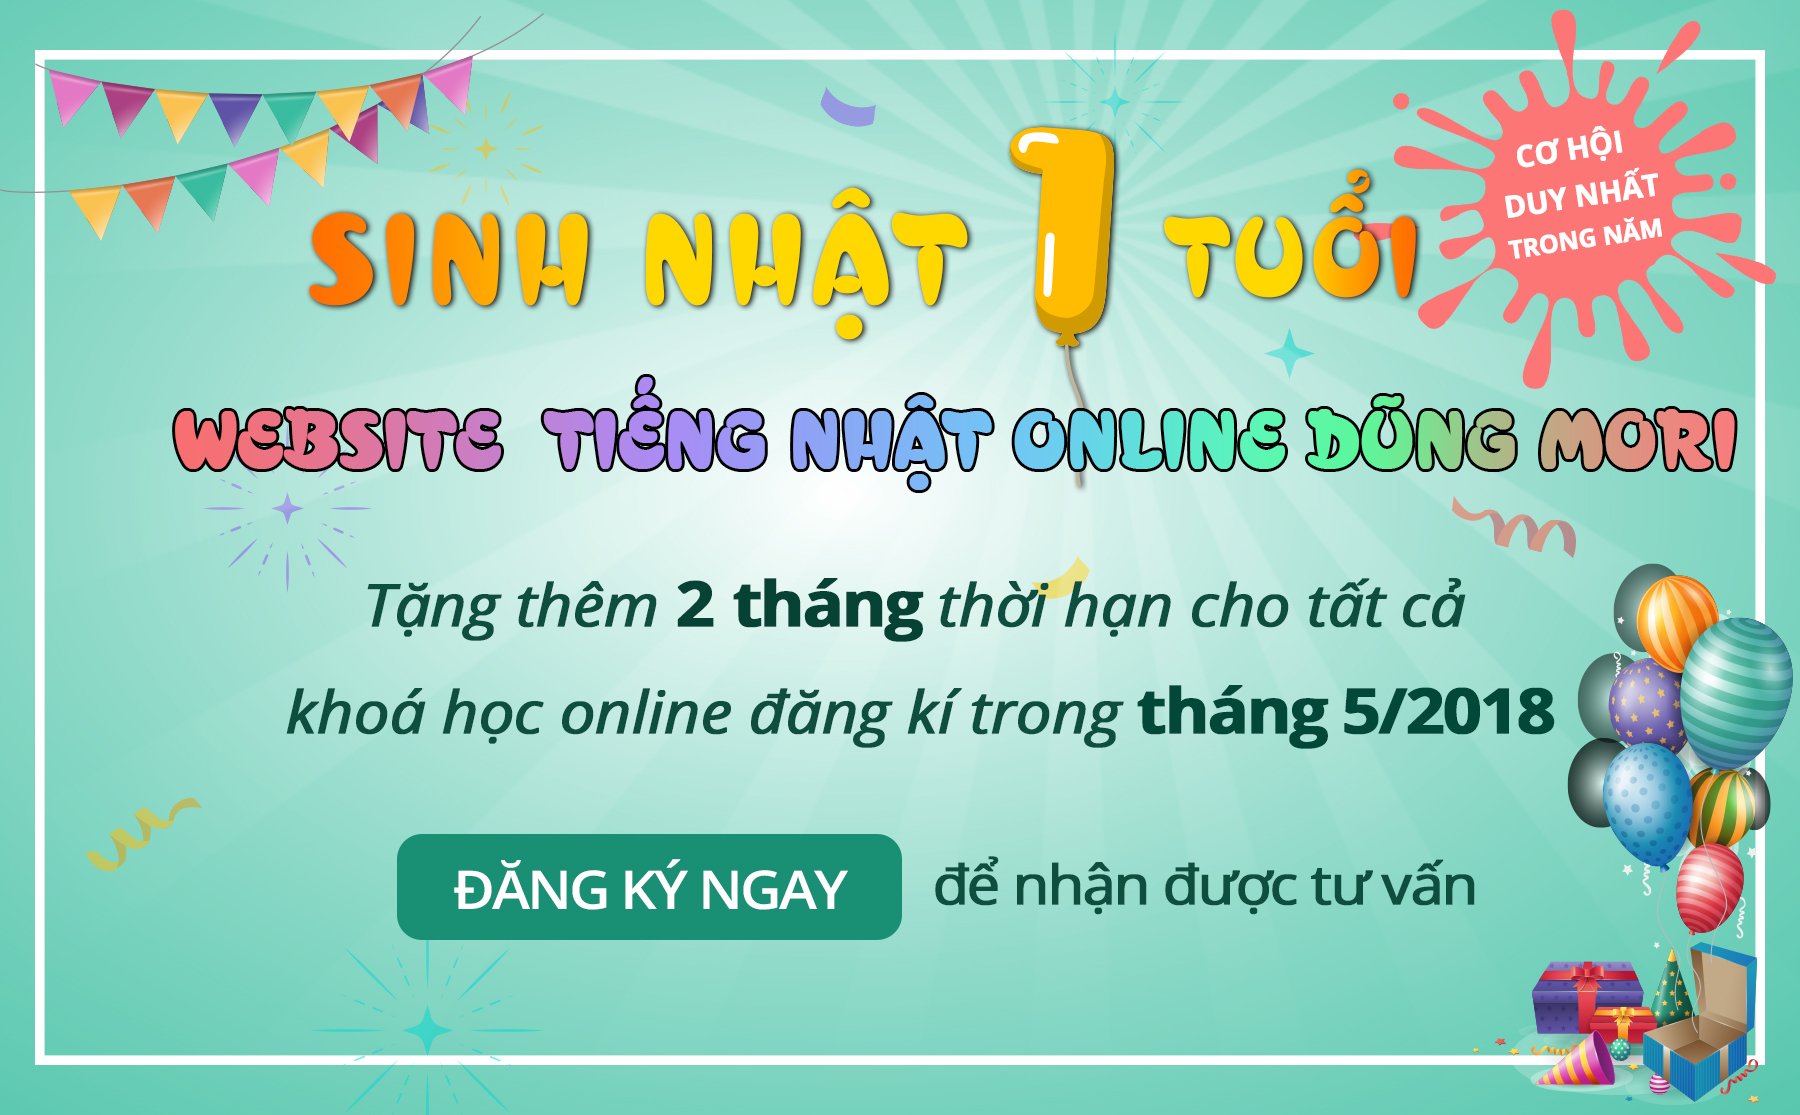 CƠ HỘI
DUY NHẤT
TRONG NĂM
SINH NHẬT 1 TUỔI
WEBSITE TIẾNG NHẬT ONLINE DŨNG MORI
Tặng thêm 2 tháng thời hạn cho tất cả
khoá học online đăng kí trong tháng 5/2018
ĐĂNG KÝ NGAY để nhận được tư vấn